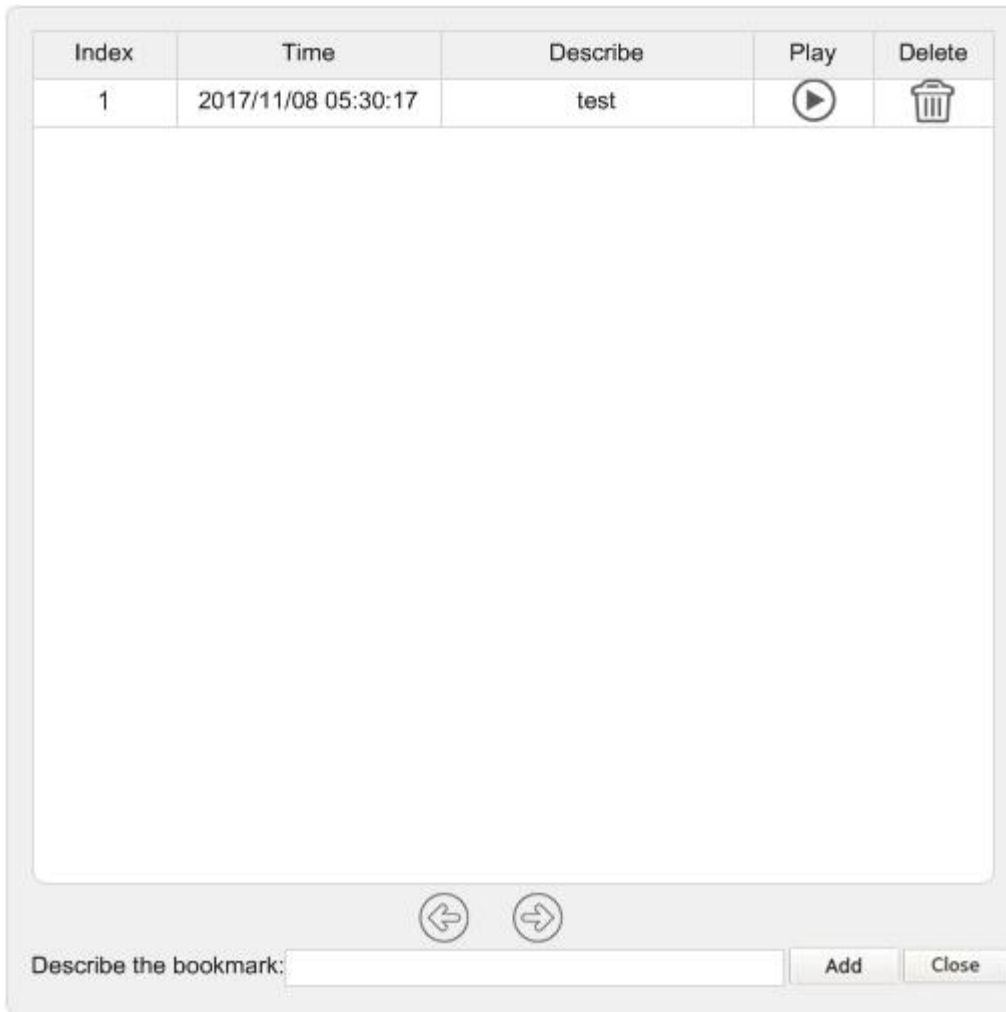 Index Time Describe Play Delete
1 2017/11/08 05:30:17 test
Describe the bookmark: Add Close